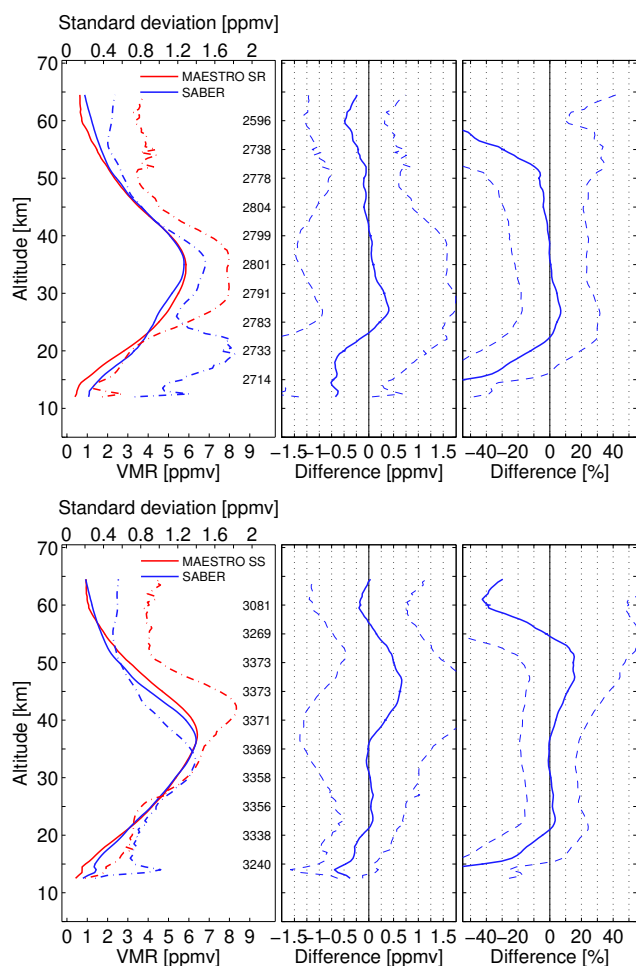 Standard deviation [ppmv]
0 0.4 0.8 1.2 1.6 2
70
60
50
40
30
20
10
Altitude [km]
MAESTRO SR
SABER
2596
2738
2778
2804
2799
2801
2791
2783
2733
2714
0 1 2 3 4 5 6 7 8 9
VMR [ppmv]
−1.5−1−0.5 0 0.5 1 1.5
Difference [ppmv]
−40−20 0 20 40
Difference [%]
Standard deviation [ppmv]
0 0.4 0.8 1.2 1.6 2
70
60
50
40
30
20
10
Altitude [km]
MAESTRO SS
SABER
3081
3269
3373
3373
3371
3369
3358
3356
3338
3240
0 1 2 3 4 5 6 7 8 9
VMR [ppmv]
−1.5−1−0.5 0 0.5 1 1.5
Difference [ppmv]
−40−20 0 20 40
Difference [%]